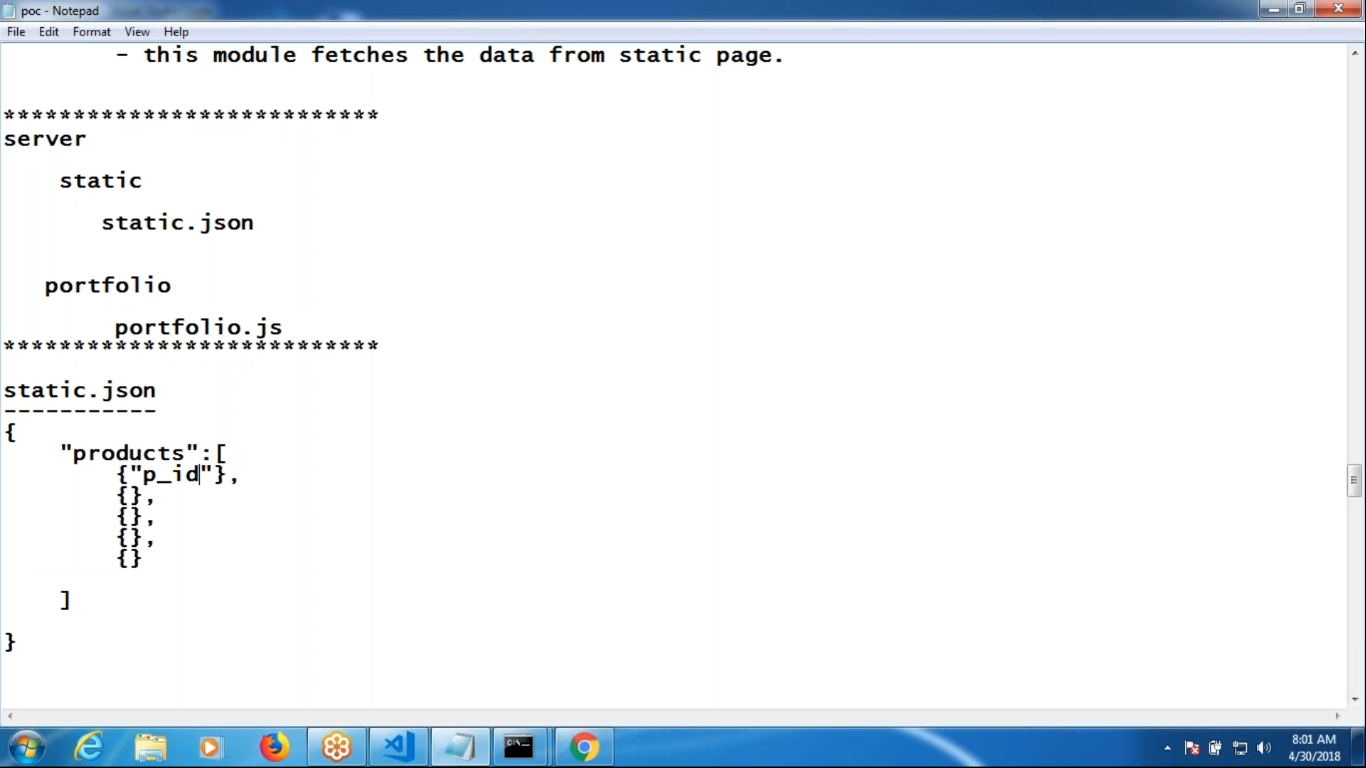 poc - Notepad
File Edit Format View Help
- this module fetches the data from static page.
***************************
server
static
static.json
portfolio
portfolio.js
***************************
static.json
-----------
{
"products":[
{"p_id"},
{},
{},
{},
{}
]
}
8:01 AM
4/30/2018